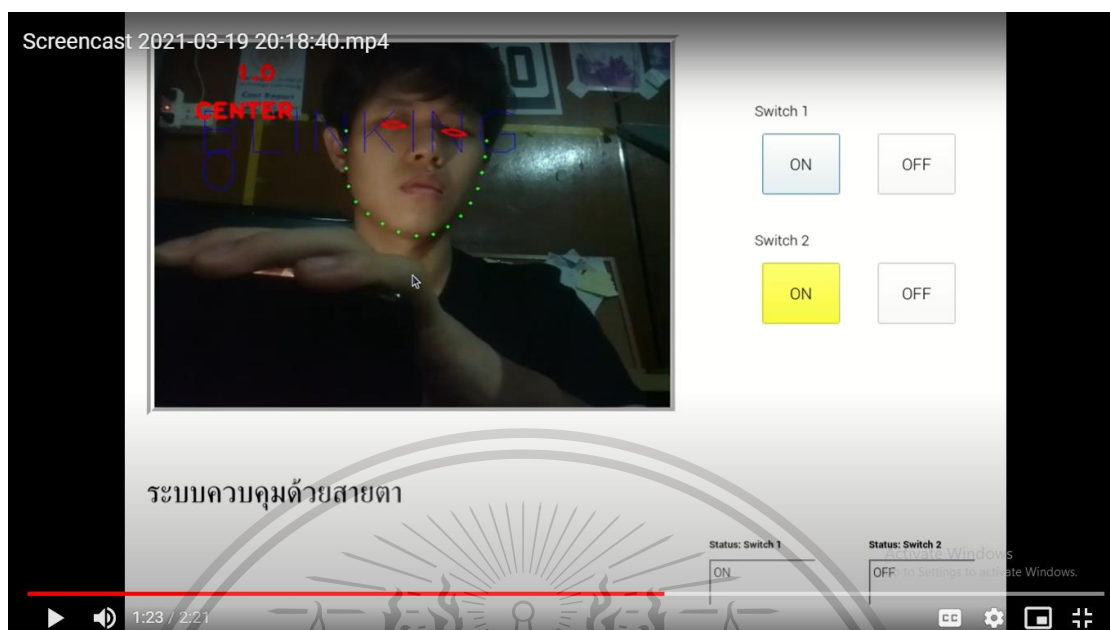 Screencast 2021-03-19 20:18:40.mp4
1.0
CENTER
BLINKING
0
Switch 1
ON
OFF
Switch 2
ON
OFF
ระบบควบคุมด้วยสายตา
Status: Switch 1
Status: Switch 2
ON
OFF
Activate Windows
to Settings to activate Windows.
1:23 / 2:21
CC